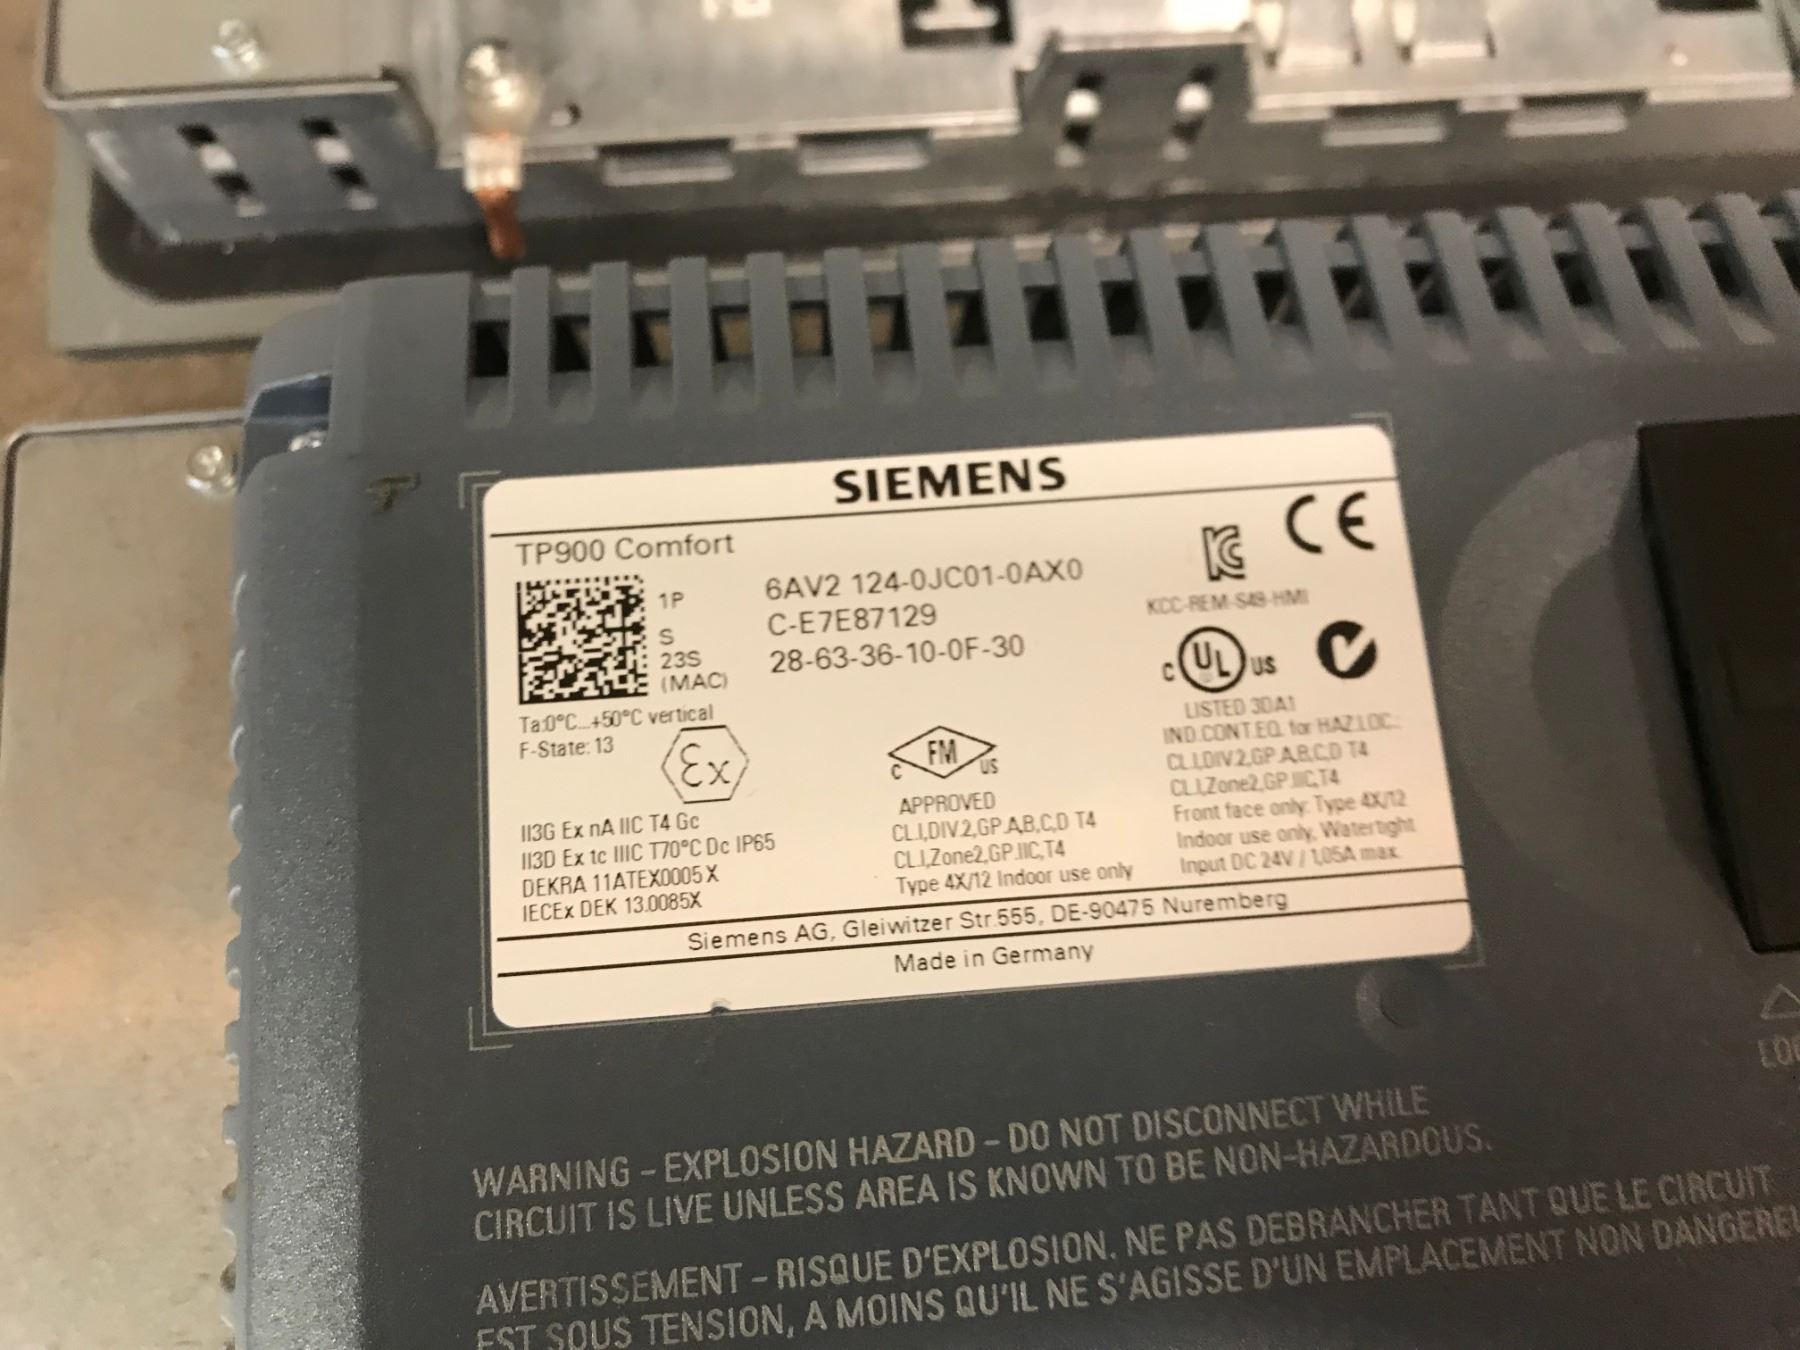 SIEMENS
TP900 Comfort
1P 6AV2 124-0JC01-0AX0
S C-E7E87129
23S 28-63-36-10-0F-30
(MAC)
CE
KCC-REM-S49-HMI
C UL US
LISTED 30A1
IND.CONT.EQ. for HAZ.LOC.:
CL.I,DIV.2,GP.A,B,C,D T4
CL.I,Zone2,GP.IIC,T4
Front face only: Type 4X/12
Indoor use only, Watertight
Input DC 24V / 1,05A max.
Ta:0°C...+50°C vertical
F-State: 13
Ex
II3G Ex nA IIC T4 Gc
II3D Ex tc IIIC T70°C Dc IP65
DEKRA 11ATEX0005 X
IECEx DEK 13.0085X
C FM US
APPROVED
CL.I,DIV.2,GP.A,B,C,D T4
CL.I,Zone2,GP.IIC,T4
Type 4X/12 Indoor use only
Siemens AG, Gleiwitzer Str.555, DE-90475 Nuremberg
Made in Germany
WARNING – EXPLOSION HAZARD – DO NOT DISCONNECT WHILE
CIRCUIT IS LIVE UNLESS AREA IS KNOWN TO BE NON-HAZARDOUS.
AVERTISSEMENT – RISQUE D'EXPLOSION. NE PAS DEBRANCHER TANT QUE LE CIRCUIT
EST SOUS TENSION, A MOINS QU'IL NE S'AGISSE D'UN EMPLACEMENT NON DANGERE